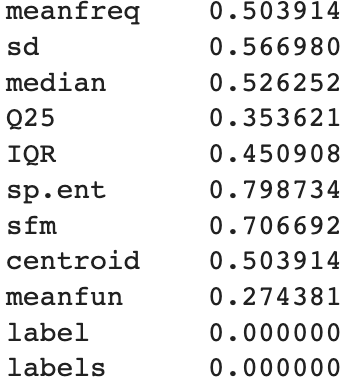 meanfreq 0.503914
sd 0.566980
median 0.526252
Q25 0.353621
IQR 0.450908
sp.ent 0.798734
sfm 0.706692
centroid 0.503914
meanfun 0.274381
label 0.000000
labels 0.000000